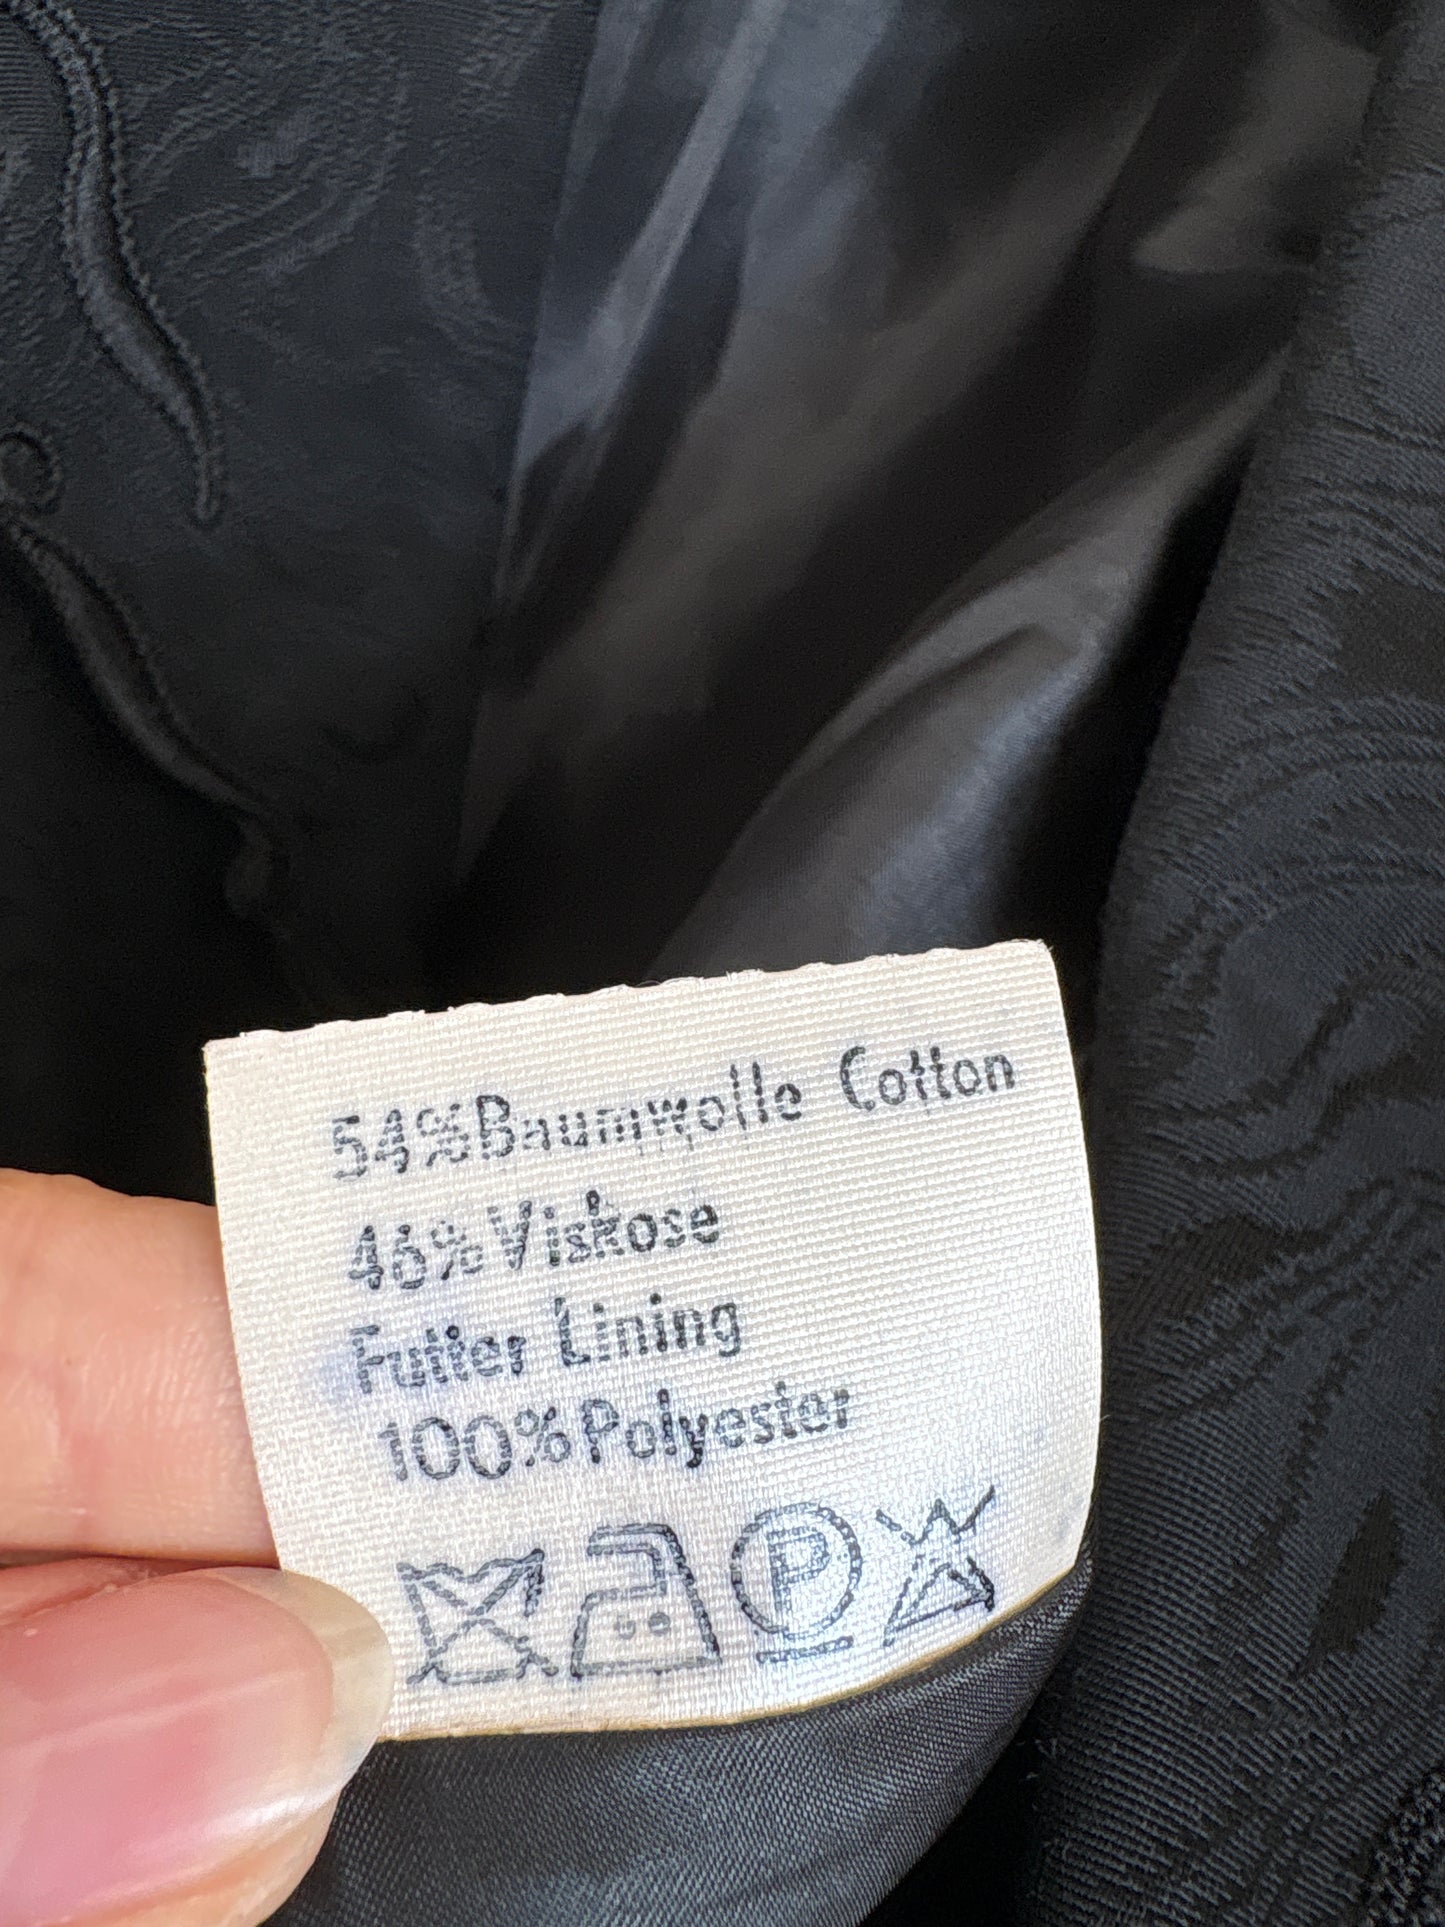 54% Baumwolle Cotton
46% Viskose
Futter Lining
100% Polyester
P